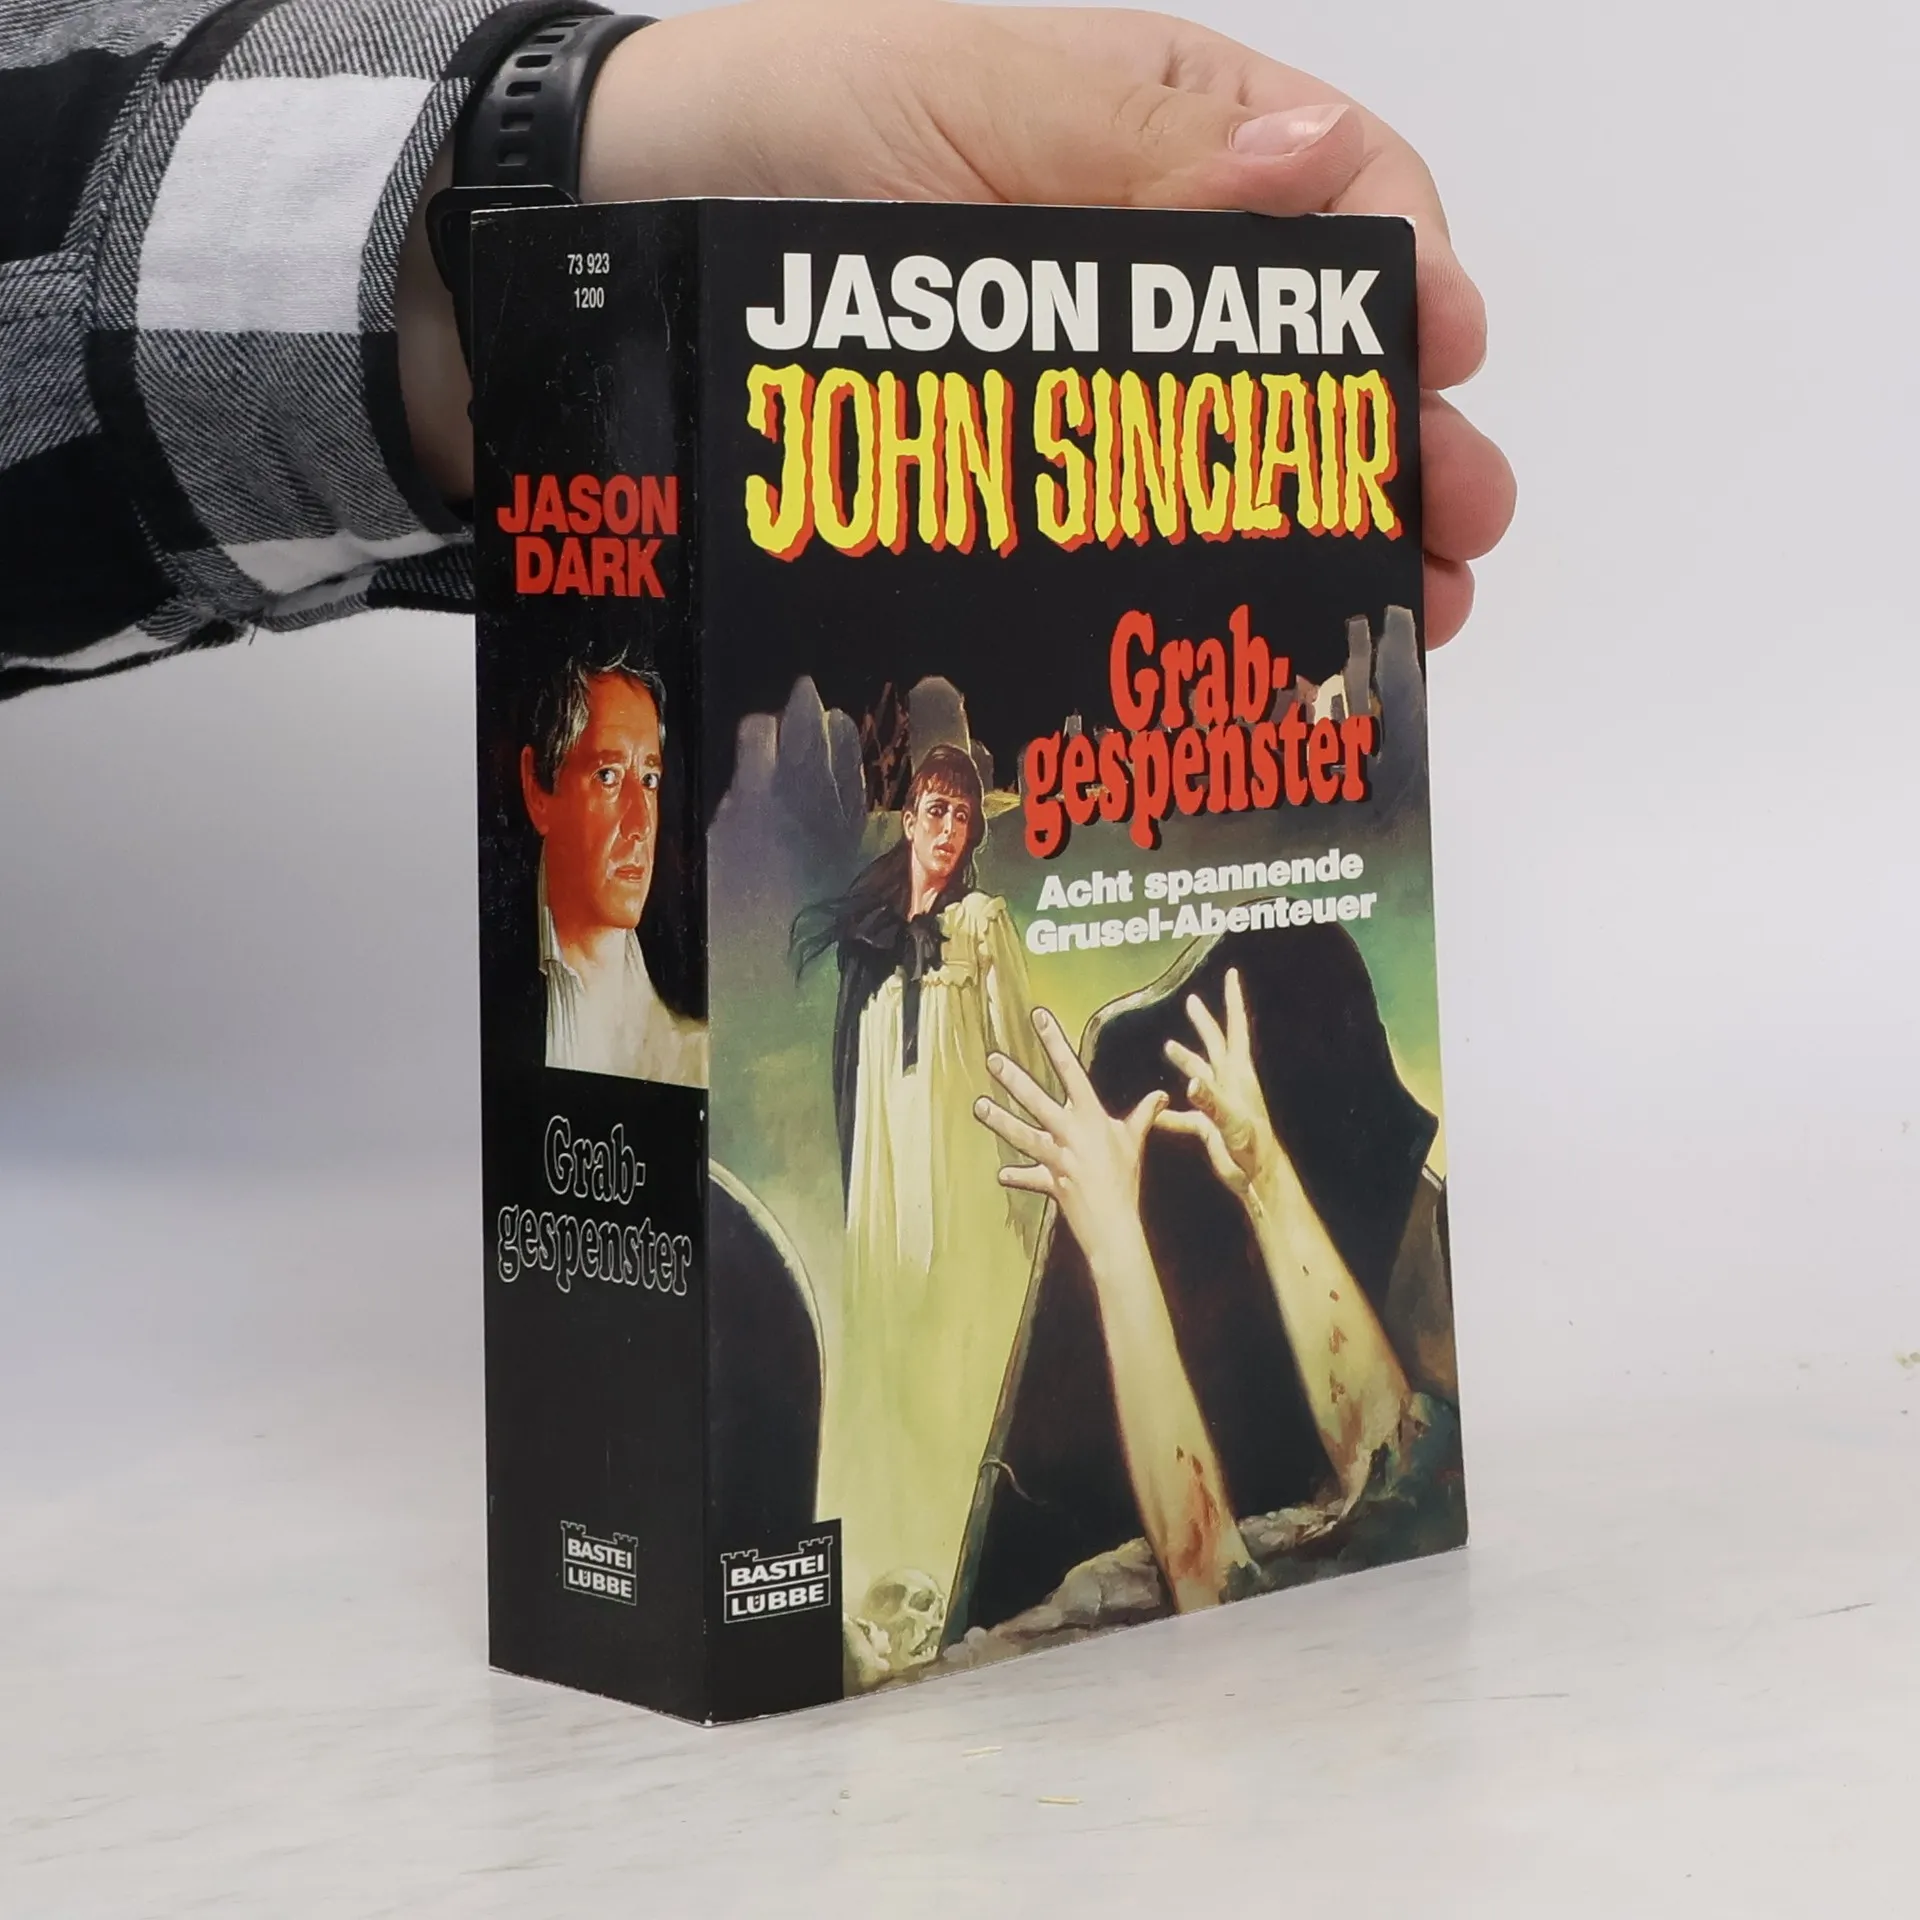 73 923
1200
JASON
DARK
Grab-
gespenster
BASTEI
LÜBBE
JASON DARK
JOHN SINCLAIR
Grab-
gespenster
Acht spannende
Grusel-Abenteuer
BASTEI
LÜBBE